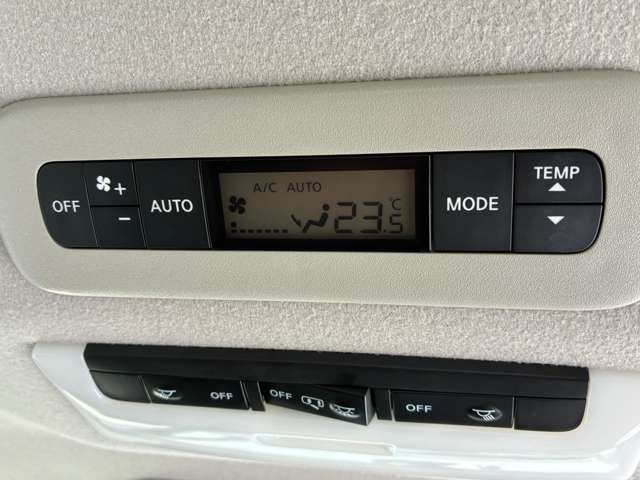 OFF
+
-
AUTO
A/C AUTO
23.5 °C
MODE
TEMP
OFF
OFF
OFF